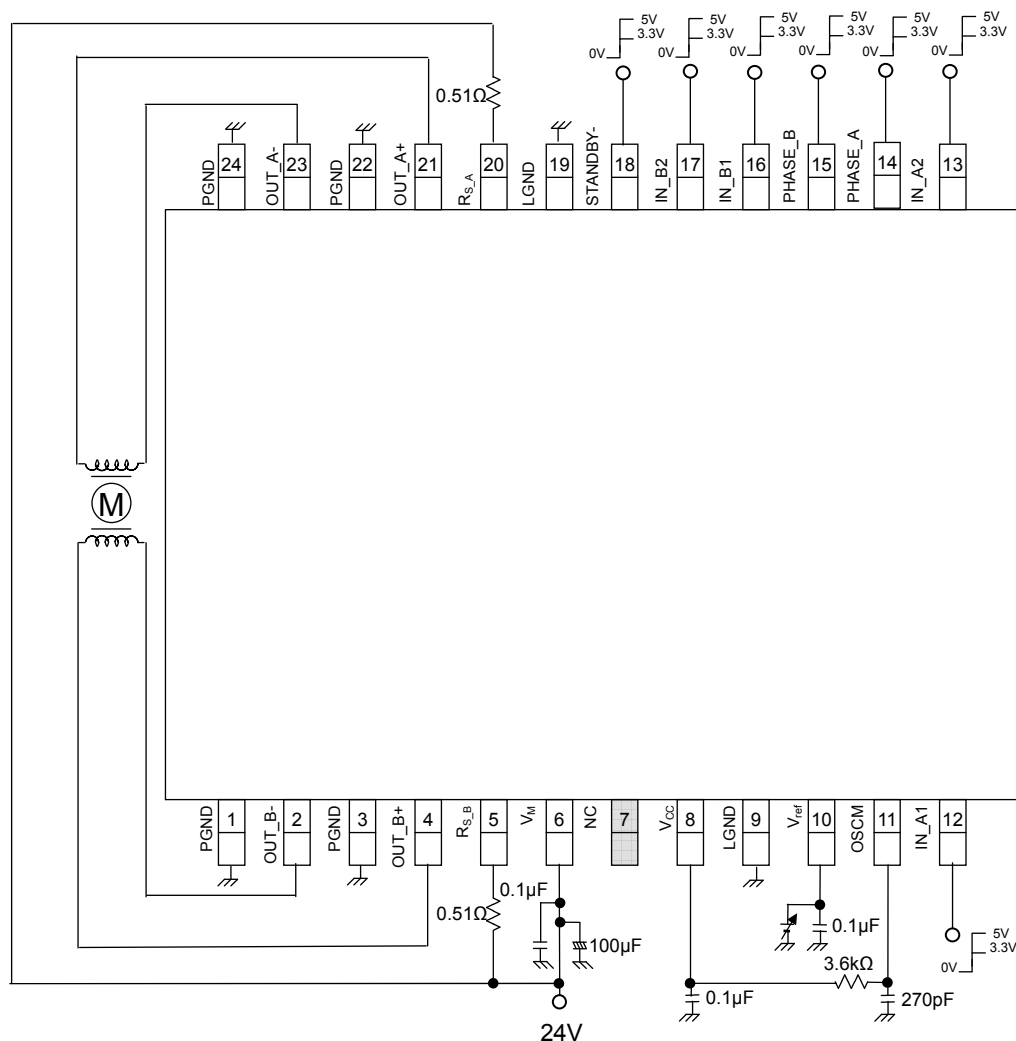 5V
3.3V
0V
5V
3.3V
0V
5V
3.3V
0V
5V
3.3V
0V
5V
3.3V
0V
5V
3.3V
0V
0.51Ω
24
23
22
21
20
19
18
17
16
15
14
13
PGND
OUT_A-
PGND
OUT_A+
RS_A
LGND
STANDBY-
IN_B2
IN_B1
PHASE_B
PHASE_A
IN_A2
M
PGND
OUT_B-
PGND
OUT_B+
RS_B
VM
NC
VCC
LGND
Vref
OSCM
IN_A1
1
2
3
4
5
6
7
8
9
10
11
12
0.1µF
0.51Ω
100µF
0.1µF
5V
3.3V
0V
3.6kΩ
0.1µF
270pF
24V